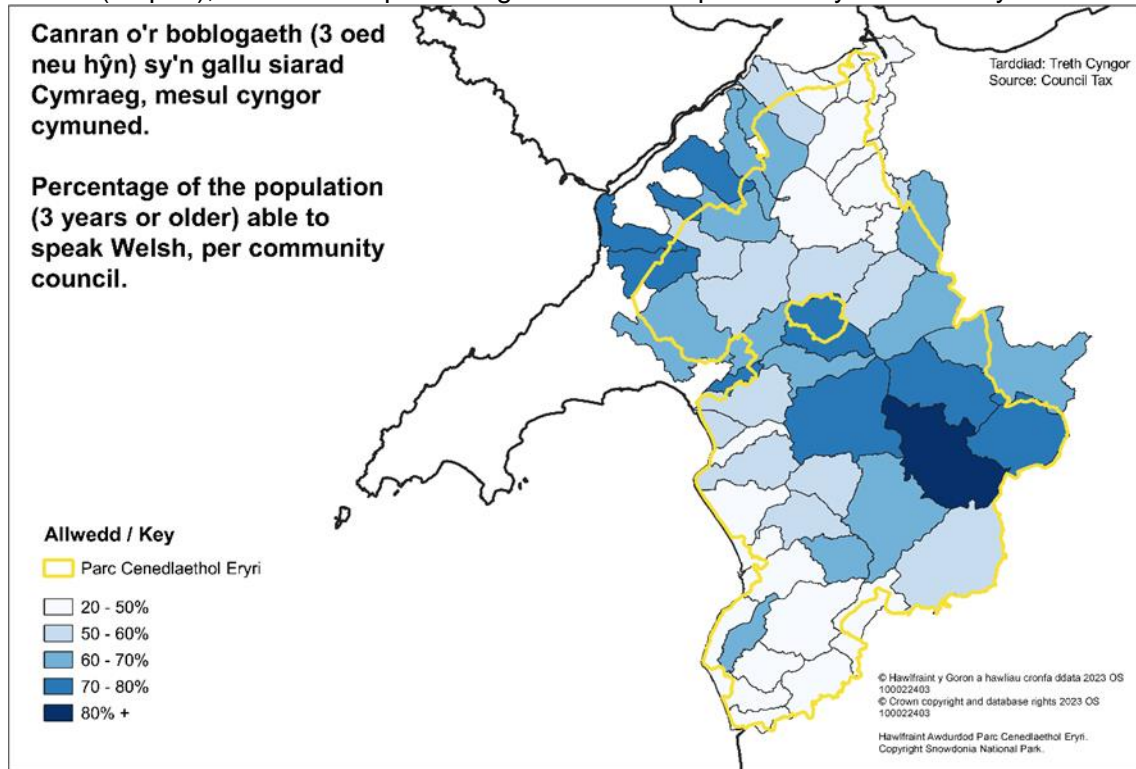 Canran o'r boblogaeth (3 oed
neu hŷn) sy'n gallu siarad
Cymraeg, mesul cyngor
cymuned.
Percentage of the population
(3 years or older) able to
speak Welsh, per community
council.
Tarddiad: Treth Cyngor
Source: Council Tax
Allwedd / Key
Parc Cenedlaethol Eryri
20 - 50%
50 - 60%
60 - 70%
70 - 80%
80% +
© Hawlfraint y Goron a hawliau cronfa ddata 2023 OS
100022403
© Crown copyright and database rights 2023 OS
100022403
Hawlfraint Awdurdod Parc Cenedlaethol Eryri.
Copyright Snowdonia National Park.